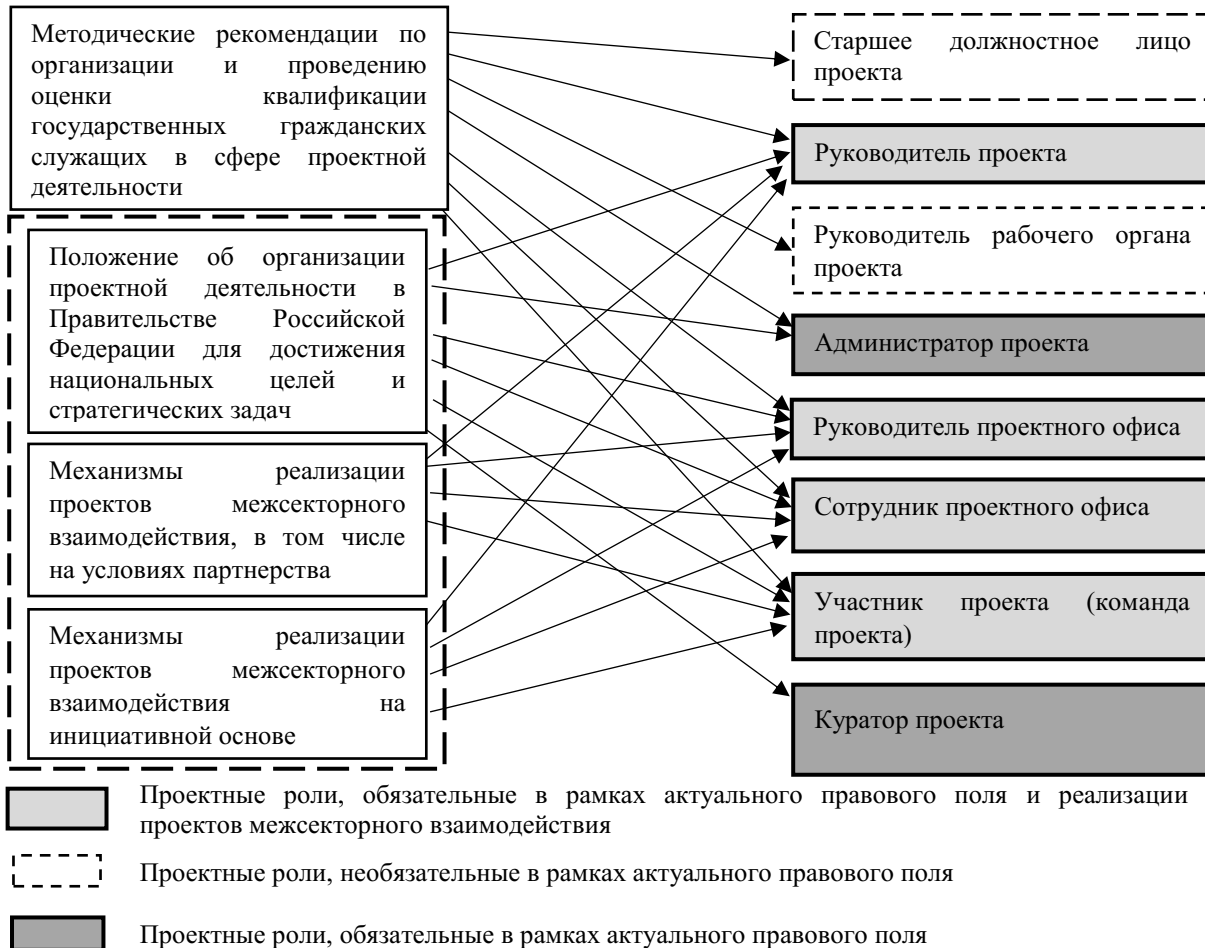 Методические рекомендации по
организации и проведению
оценки квалификации
государственных гражданских
служащих в сфере проектной
деятельности
Положение об организации
проектной деятельности в
Правительстве Российской
Федерации для достижения
национальных целей и
стратегических задач
Механизмы реализации
проектов межсекторного
взаимодействия, в том числе
на условиях партнерства
Механизмы реализации
проектов межсекторного
взаимодействия на
инициативной основе
Старшее должностное лицо
проекта
Руководитель проекта
Руководитель рабочего органа
проекта
Администратор проекта
Руководитель проектного офиса
Сотрудник проектного офиса
Участник проекта (команда
проекта)
Куратор проекта
Проектные роли, обязательные в рамках актуального правового поля и реализации
проектов межсекторного взаимодействия
Проектные роли, необязательные в рамках актуального правового поля
Проектные роли, обязательные в рамках актуального правового поля